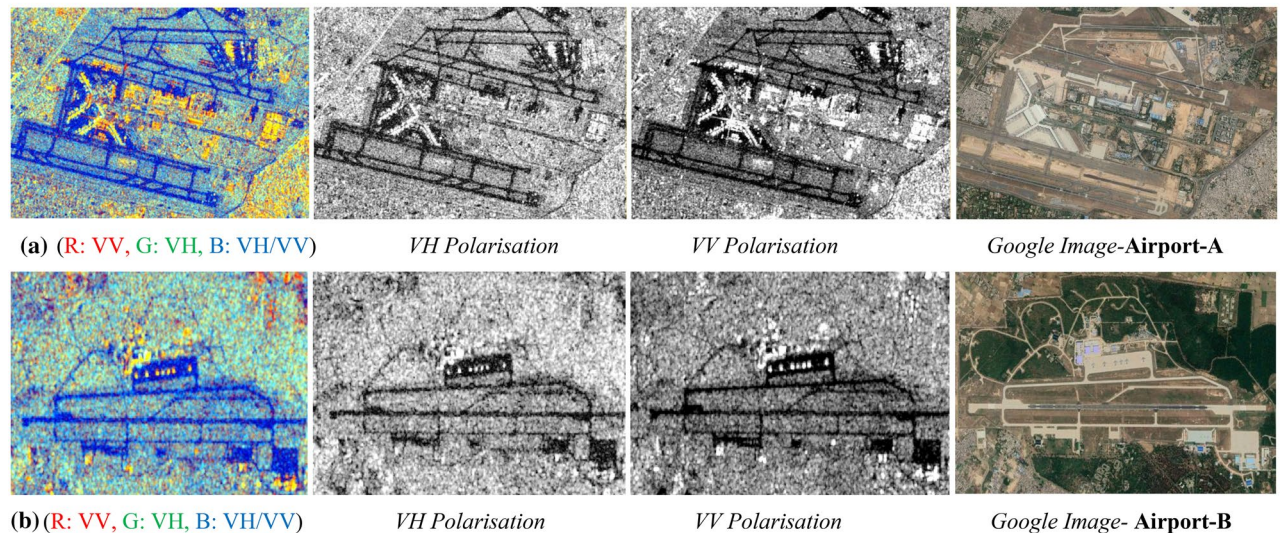 (a) (R: VV, G: VH, B: VH/VV) VH Polarisation VV Polarisation Google Image-Airport-A
(b) (R: VV, G: VH, B: VH/VV) VH Polarisation VV Polarisation Google Image- Airport-B